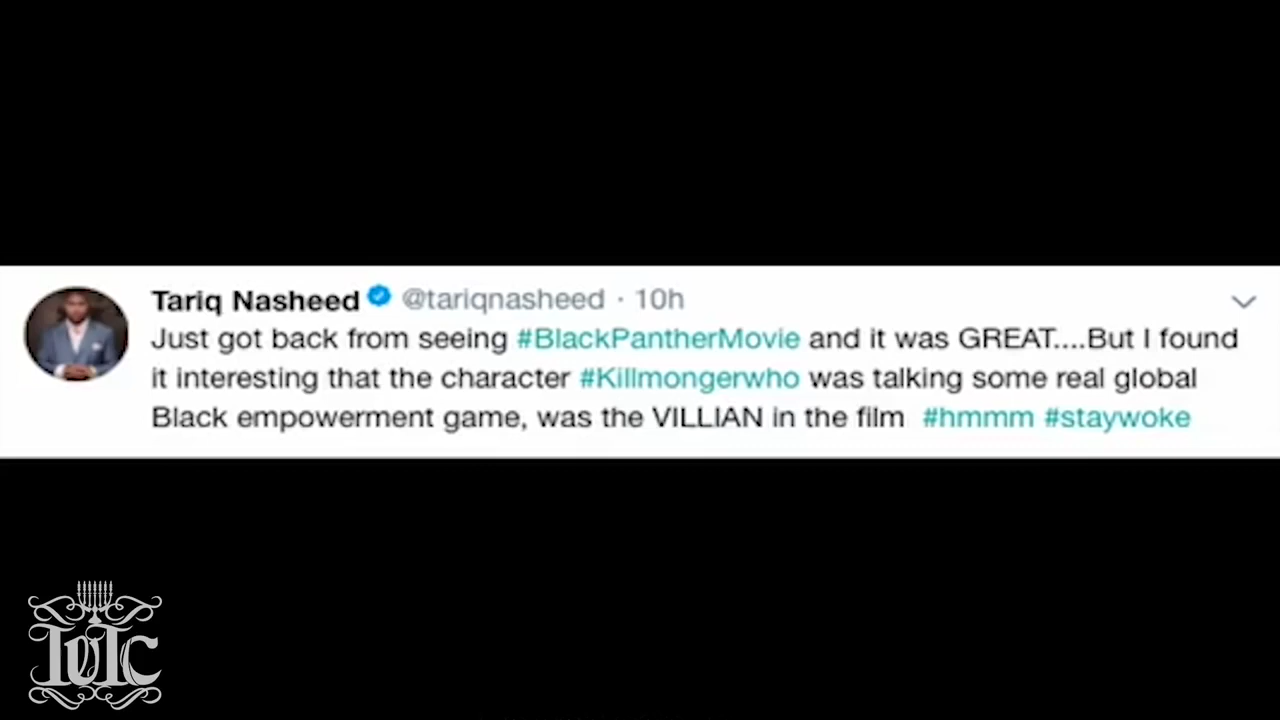 Tariq Nasheed @tariqnasheed · 10h
Just got back from seeing #BlackPantherMovie and it was GREAT....But I found
it interesting that the character #Killmongerwho was talking some real global
Black empowerment game, was the VILLIAN in the film #hmmm #staywoke
IUIC